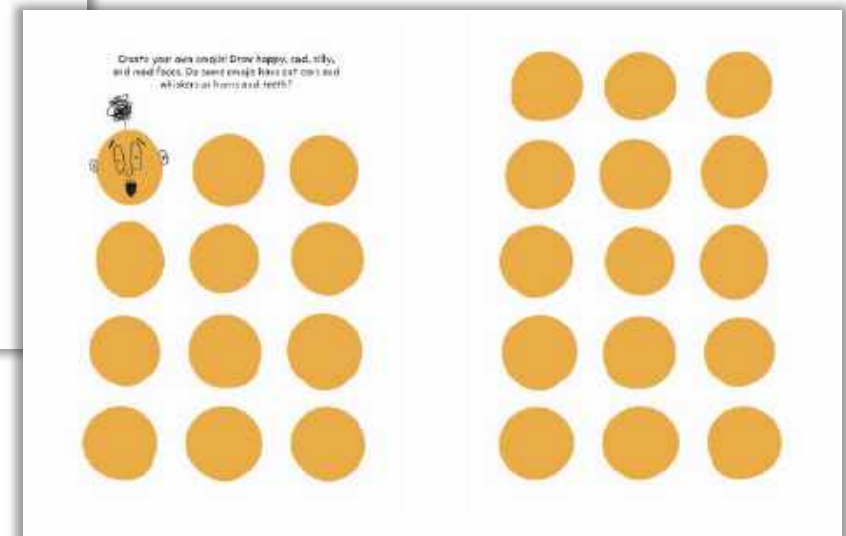 Create your own emojis! Draw happy, sad, silly,
and mad faces. Do some emojis have cat ears and
whiskers or horns and teeth?